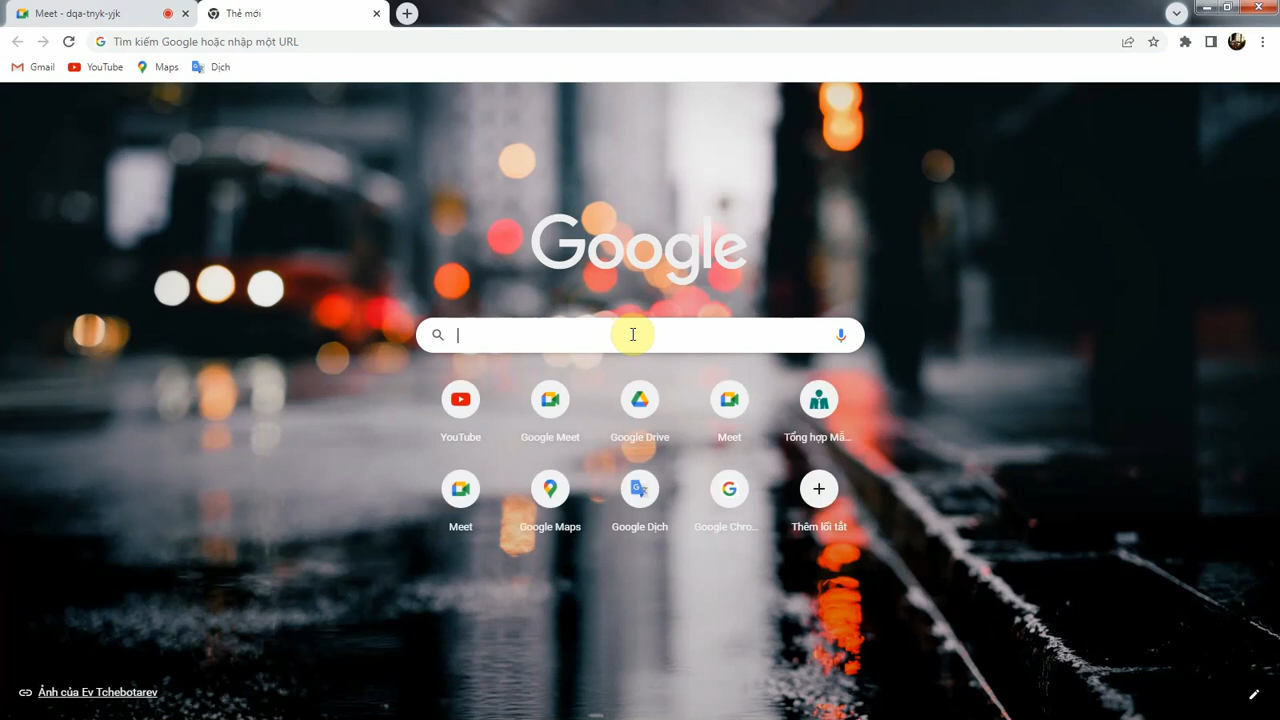 Meet - dqa-tnyk-yjk
Thẻ mới
Tìm kiếm Google hoặc nhập một URL
Gmail
YouTube
Maps
Dịch
Google
YouTube
Google Meet
Google Drive
Meet
Tổng hợp Mẫ...
Meet
Google Maps
Google Dịch
Google Chro...
Thêm lối tắt
Ảnh của Ev Tchebotarev